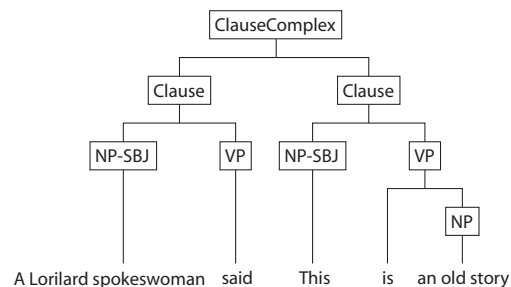 ClauseComplex
Clause Clause
NP-SBJ VP NP-SBJ VP
NP
A Lorilard spokeswoman said This is an old story